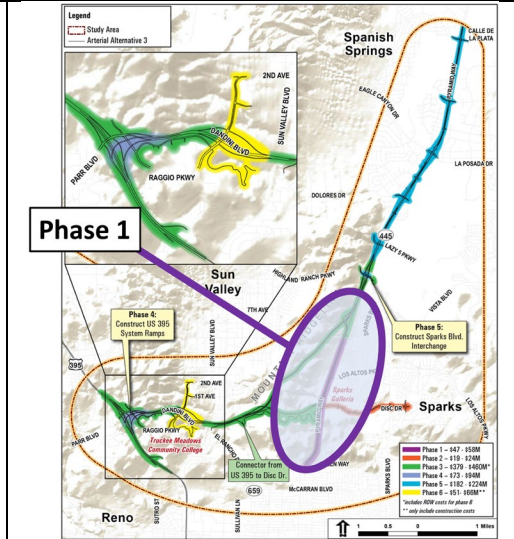 Legend
Study Area
Arterial Alternative 3
Spanish
Springs
CALLE DE
LA PLATA
PYRAMID WAY
EAGLE CANYON DR
LA POSADA DR
DOLORES DR
445
LAZY 5 PKWY
HIGHLAND RANCH PKWY
VISTA BLVD
2ND AVE
SUN VALLEY BLVD
DANDINI BLVD
PARR BLVD
RAGGIO PKWY
Phase 1
Sun
Valley
7TH AVE
Phase 4:
Construct US 395
System Ramps
Phase 5:
Construct Sparks Blvd.
Interchange
SUN VALLEY BLVD
395
2ND AVE
1ST AVE
DANDINI BLVD
RAGGIO PKWY
PARR BLVD
Truckee Meadows
Community College
EL RANCHO
Connector from
US 395 to Disc Dr.
LOS ALTOS PK
Sparks
Galleria
DISC DR
Sparks
LOS ALTOS PKWY
SPARKS BLVD
659
McCARRAN BLVD
SULLIVAN LN
SUTRO ST
Reno
Phase 1 – $47 - $58M
Phase 2 – $19 - $24M
Phase 3 – $379 - $460M*
Phase 4 – $73 - $94M
Phase 5 – $182 - $224M
Phase 6 – $51- $66M**
*includes ROW costs for phase 6
** only include construction costs
0
1 Miles